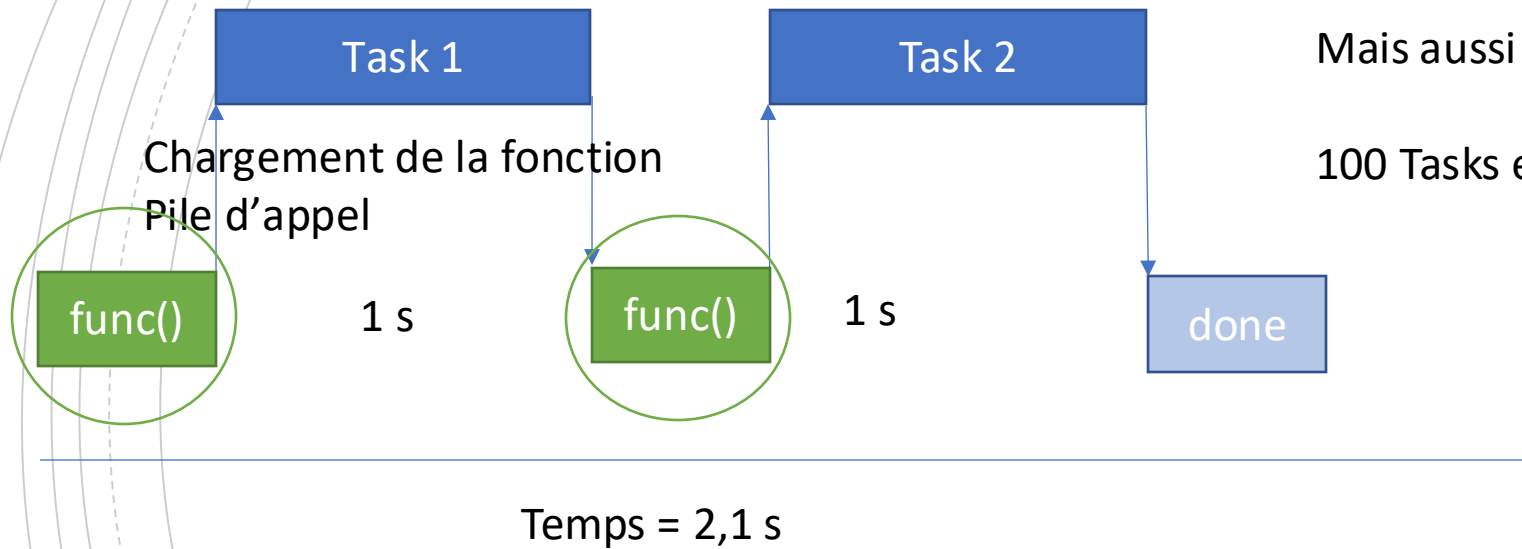 Task 1
Task 2
Mais aussi
Chargement de la fonction
Pile d’appel
100 Tasks
func()
1 s
func()
1 s
done
Temps = 2,1 s